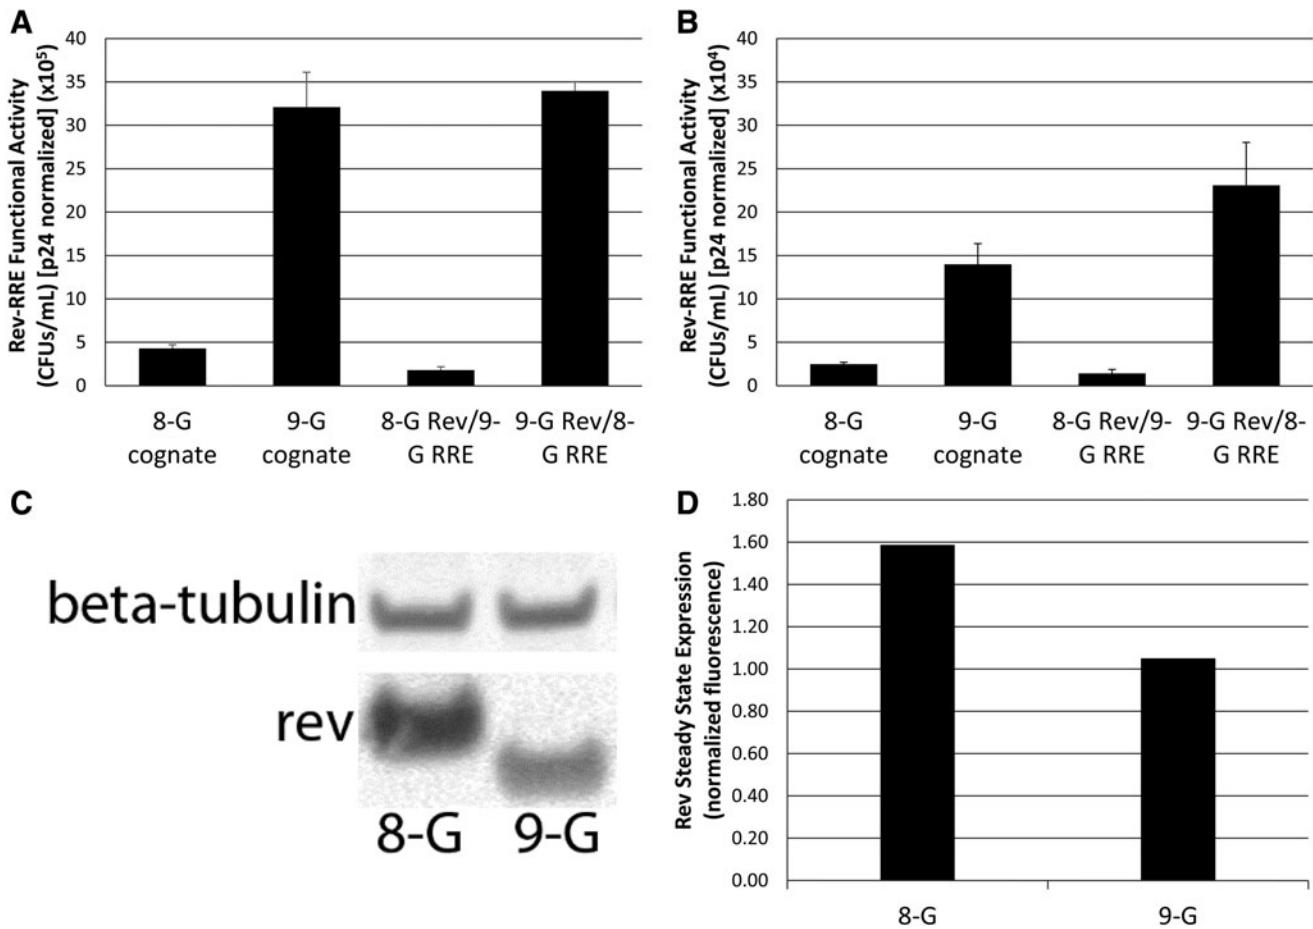 A
Rev-RRE Functional Activity
(CFUs/mL) [p24 normalized] (x10⁵)
40
35
30
25
20
15
10
5
0
8-G
cognate
9-G
cognate
8-G Rev/9-
G RRE
9-G Rev/8-
G RRE
B
Rev-RRE Functional Activity
(CFUs/mL) [p24 normalized] (x10⁴)
40
35
30
25
20
15
10
5
0
8-G
cognate
9-G
cognate
8-G Rev/9-
G RRE
9-G Rev/8-
G RRE
C
beta-tubulin
rev
8-G
9-G
D
Rev Steady State Expression
(normalized fluorescence)
1.80
1.60
1.40
1.20
1.00
0.80
0.60
0.40
0.20
0.00
8-G
9-G